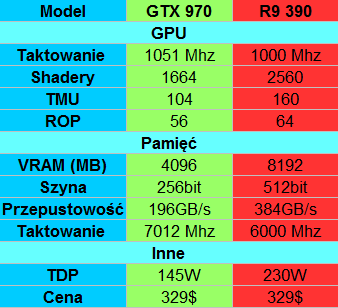 Model GTX 970 R9 390
GPU
Taktowanie 1051 Mhz 1000 Mhz
Shadery 1664 2560
TMU 104 160
ROP 56 64
Pamięć
VRAM (MB) 4096 8192
Szyna 256bit 512bit
Przepustowość 196GB/s 384GB/s
Taktowanie 7012 Mhz 6000 Mhz
Inne
TDP 145W 230W
Cena 329$ 329$